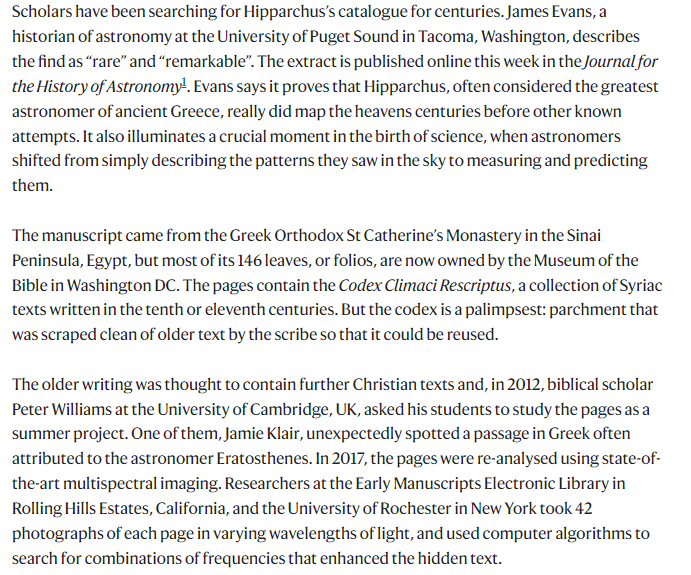 Scholars have been searching for Hipparchus’s catalogue for centuries. James Evans, a
historian of astronomy at the University of Puget Sound in Tacoma, Washington, describes
the find as “rare” and “remarkable”. The extract is published online this week in the Journal for
the History of Astronomy1. Evans says it proves that Hipparchus, often considered the greatest
astronomer of ancient Greece, really did map the heavens centuries before other known
attempts. It also illuminates a crucial moment in the birth of science, when astronomers
shifted from simply describing the patterns they saw in the sky to measuring and predicting
them.
The manuscript came from the Greek Orthodox St Catherine’s Monastery in the Sinai
Peninsula, Egypt, but most of its 146 leaves, or folios, are now owned by the Museum of the
Bible in Washington DC. The pages contain the Codex Climaci Rescriptus, a collection of Syriac
texts written in the tenth or eleventh centuries. But the codex is a palimpsest: parchment that
was scraped clean of older text by the scribe so that it could be reused.
The older writing was thought to contain further Christian texts and, in 2012, biblical scholar
Peter Williams at the University of Cambridge, UK, asked his students to study the pages as a
summer project. One of them, Jamie Klair, unexpectedly spotted a passage in Greek often
attributed to the astronomer Eratosthenes. In 2017, the pages were re-analysed using state-of-
the-art multispectral imaging. Researchers at the Early Manuscripts Electronic Library in
Rolling Hills Estates, California, and the University of Rochester in New York took 42
photographs of each page in varying wavelengths of light, and used computer algorithms to
search for combinations of frequencies that enhanced the hidden text.